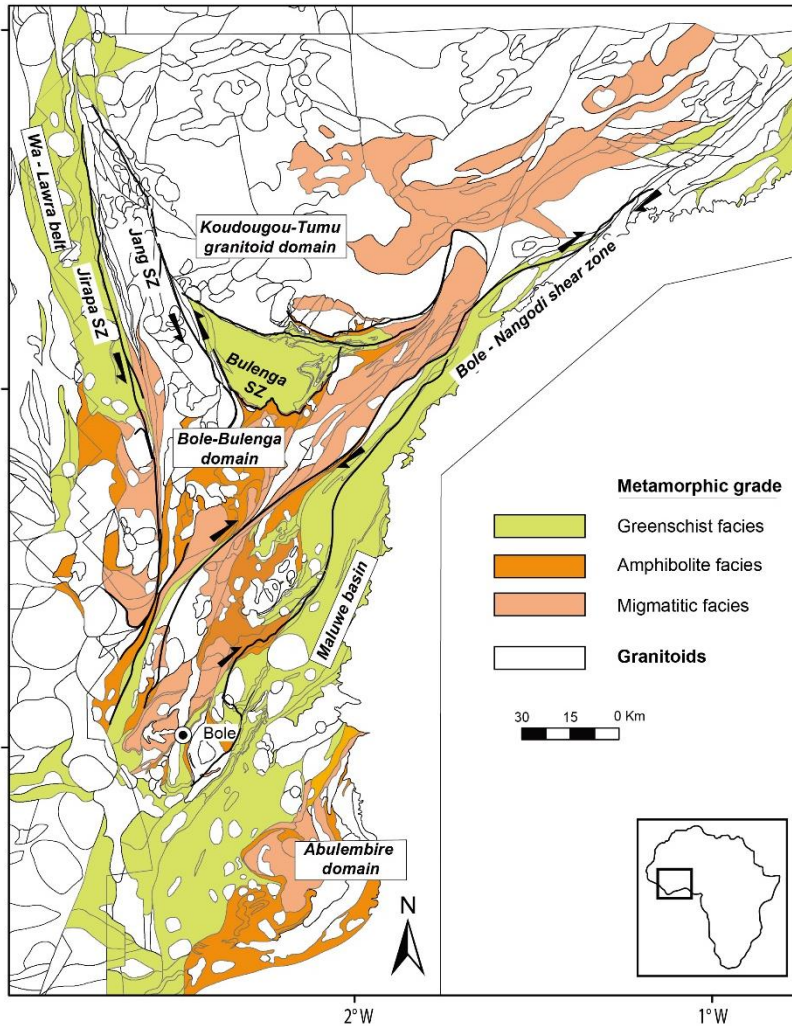 Wa - Lawra belt
Jirapa SZ
Jang SZ
Koudougou-Tumu
granitoid domain
Bulenga
SZ
Bole - Nangodi shear zone
Bole-Bulenga
domain
Maluwe basin
Bole
Abulembire
domain
Metamorphic grade
Greenschist facies
Amphibolite facies
Migmatitic facies
Granitoids
30 15 0 Km
N
2°W
1°W